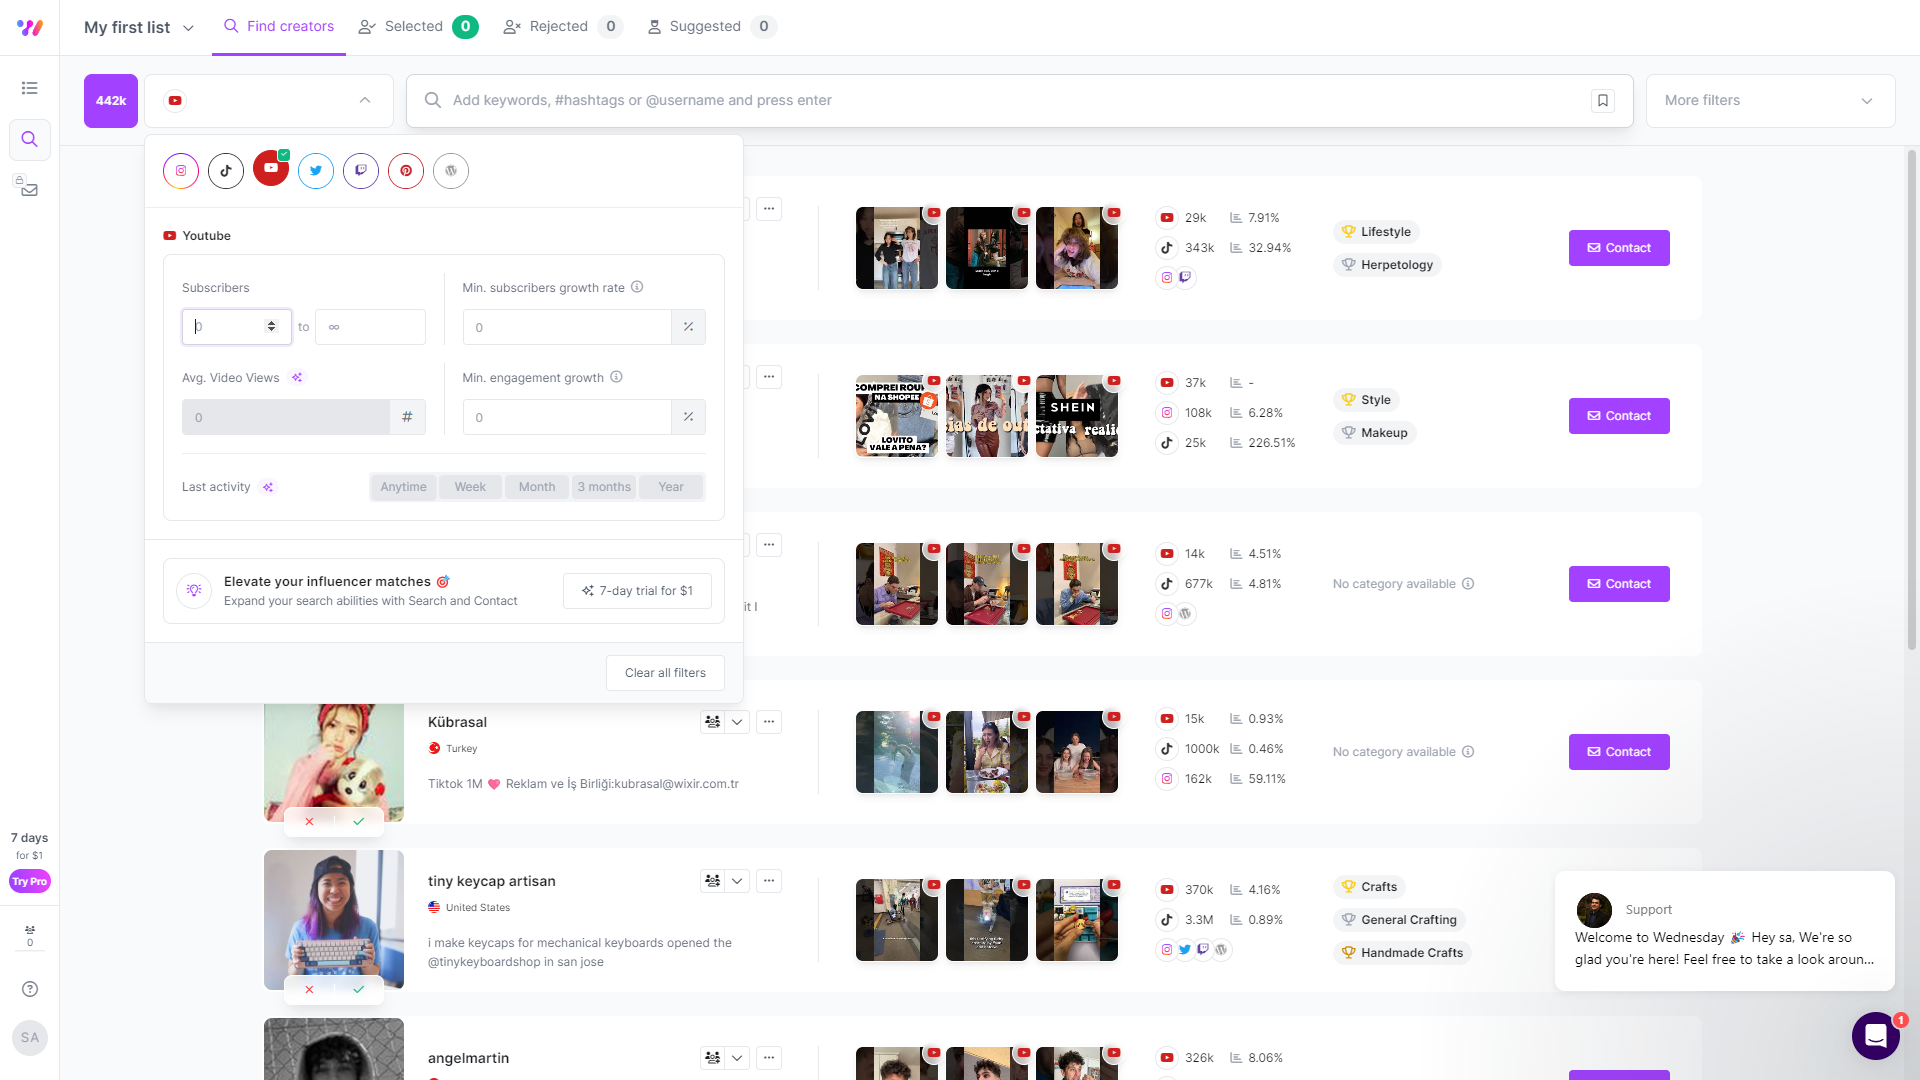 My first list
Find creators
Selected 0
Rejected 0
Suggested 0
442k
Add keywords, #hashtags or @username and press enter
More filters
Youtube
Subscribers
0 to ∞
Min. subscribers growth rate
0
Avg. Video Views
0 #
Min. engagement growth
0
Last activity
Anytime Week Month 3 months Year
Elevate your influencer matches
Expand your search abilities with Search and Contact
7-day trial for $1
Clear all filters
29k 7.91%
343k 32.94%
Lifestyle
Herpetology
Contact
COMPREI ROUP
NA SHOPEE
LOVITO
VALE A PENA?
ias de out
SHEIN
ctativa realid
37k -
108k 6.28%
25k 226.51%
Style
Makeup
Contact
it I
14k 4.51%
677k 4.81%
No category available
Contact
Kübrasal
Turkey
Tiktok 1M Reklam ve İş Birliği:kubrasal@wixir.com.tr
15k 0.93%
1000k 0.46%
162k 59.11%
No category available
Contact
tiny keycap artisan
United States
i make keycaps for mechanical keyboards opened the
@tinykeyboardshop in san jose
370k 4.16%
3.3M 0.89%
Crafts
General Crafting
Handmade Crafts
angelmartin
326k 8.06%
7 days
for $1
Try Pro
0
SA
Support
Welcome to Wednesday 🎉 Hey sa, We're so
glad you're here! Feel free to take a look aroun...
1